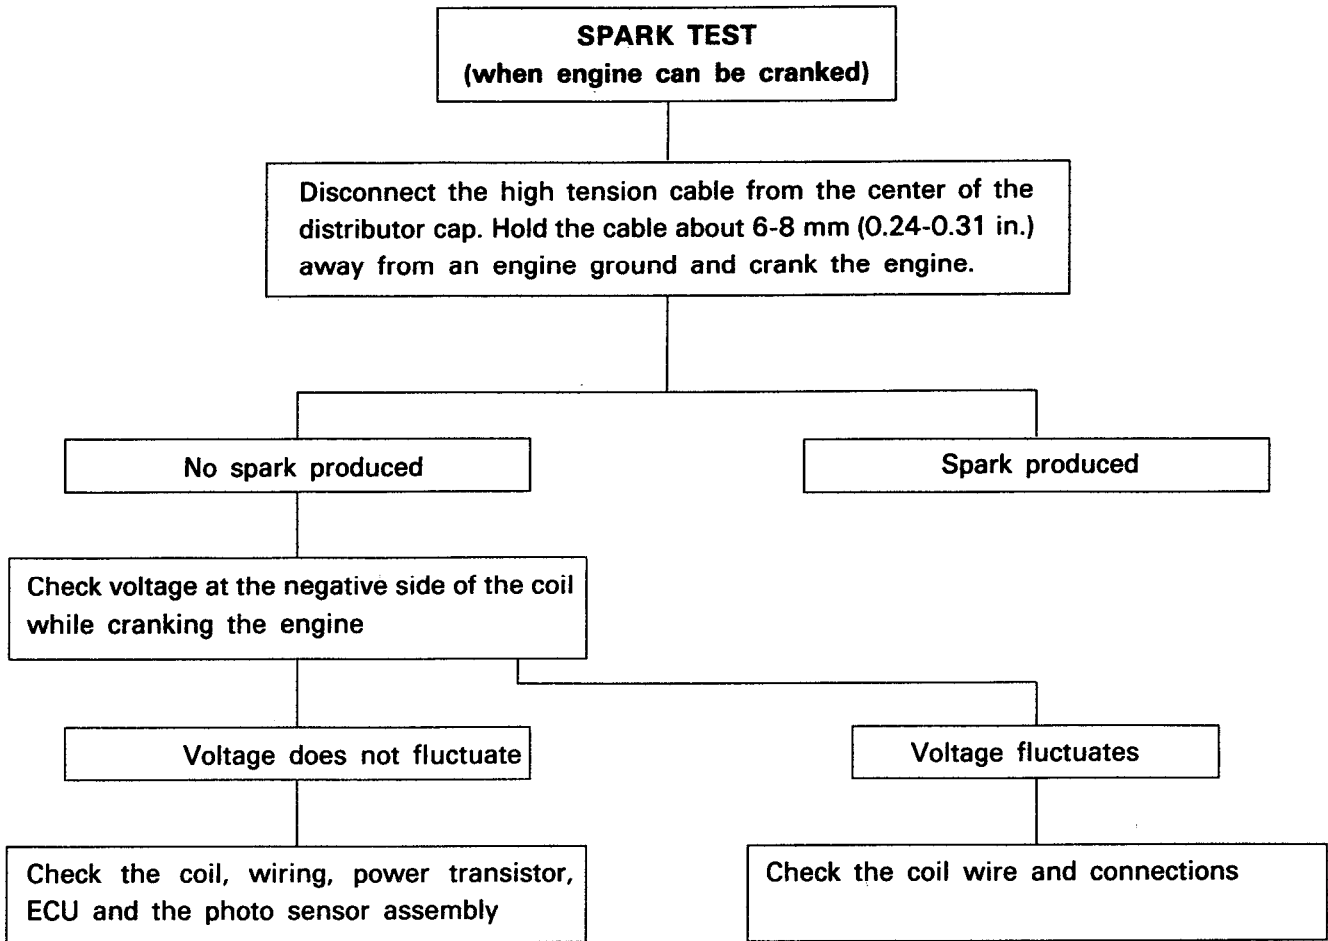 SPARK TEST
(when engine can be cranked)
Disconnect the high tension cable from the center of the
distributor cap. Hold the cable about 6-8 mm (0.24-0.31 in.)
away from an engine ground and crank the engine.
No spark produced
Spark produced
Check voltage at the negative side of the coil
while cranking the engine
Voltage does not fluctuate
Voltage fluctuates
Check the coil, wiring, power transistor,
ECU and the photo sensor assembly
Check the coil wire and connections